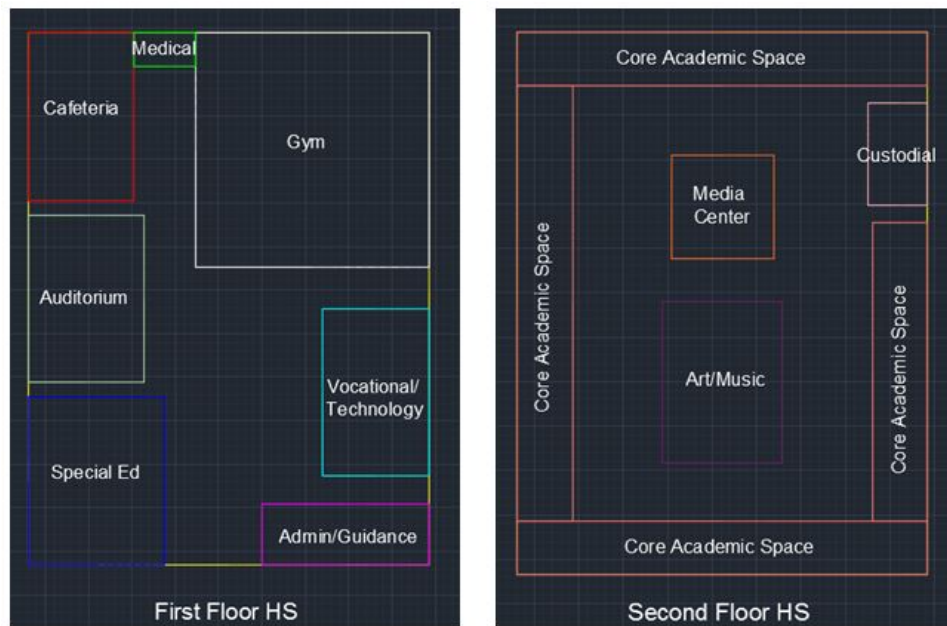 Medical
Cafeteria
Gym
Auditorium
Vocational/
Technology
Special Ed
Admin/Guidance
First Floor HS
Core Academic Space
Custodial
Media
Center
Core Academic Space
Art/Music
Core Academic Space
Core Academic Space
Second Floor HS